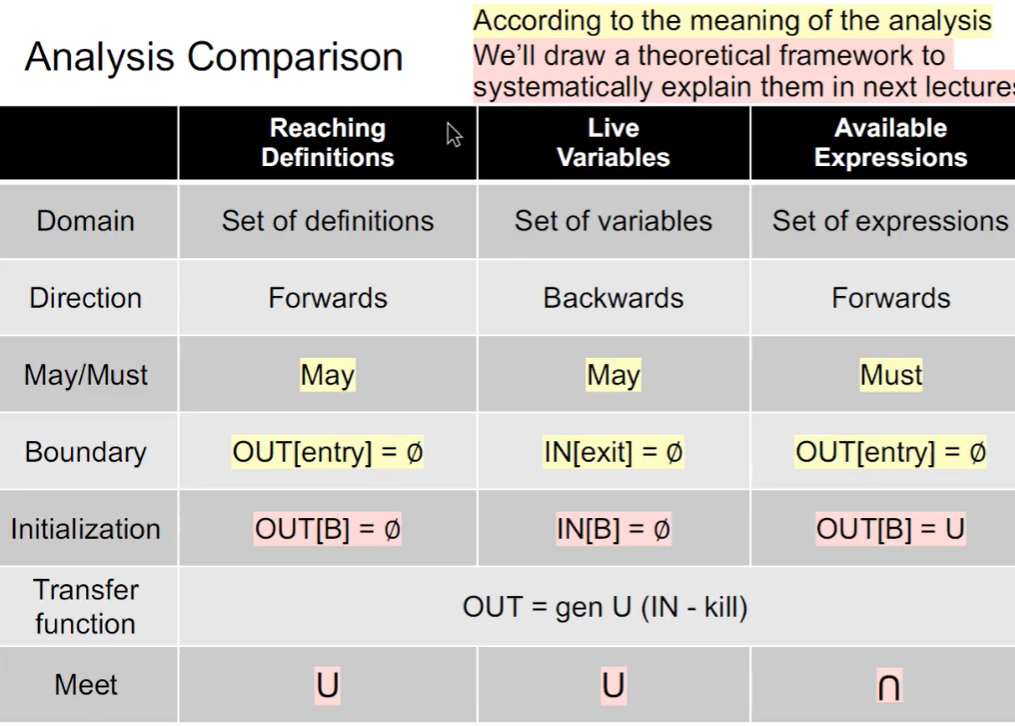 According to the meaning of the analysis
Analysis Comparison
We'll draw a theoretical framework to
systematically explain them in next lectures
Reaching
Definitions
Live
Variables
Available
Expressions
Domain
Set of definitions
Set of variables
Set of expressions
Direction
Forwards
Backwards
Forwards
May/Must
May
May
Must
Boundary
OUT[entry] = ∅
IN[exit] = ∅
OUT[entry] = ∅
Initialization
OUT[B] = ∅
IN[B] = ∅
OUT[B] = U
Transfer
function
OUT = gen U (IN - kill)
Meet
U
U
∩